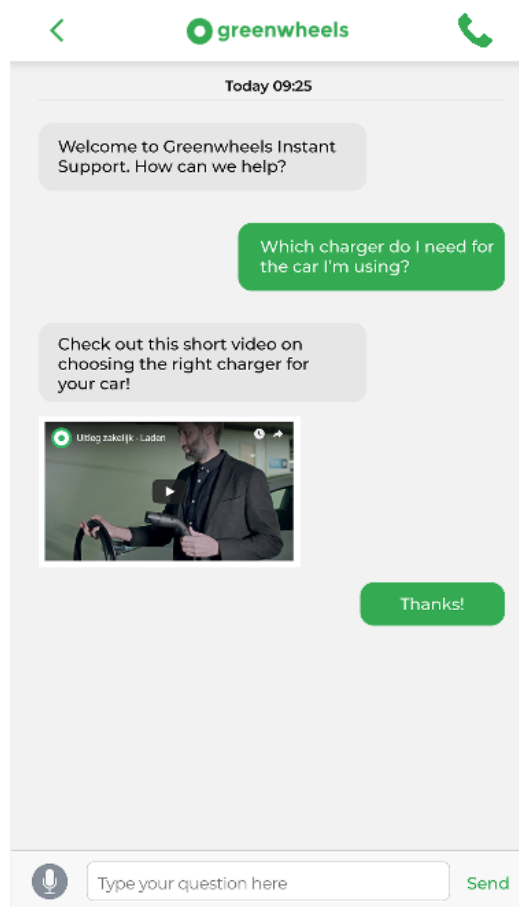 greenwheels
Today 09:25
Welcome to Greenwheels Instant
Support. How can we help?
Which charger do I need for
the car I'm using?
Check out this short video on
choosing the right charger for
your car!
Uitleg zakelijk - Laden
Thanks!
Type your question here
Send